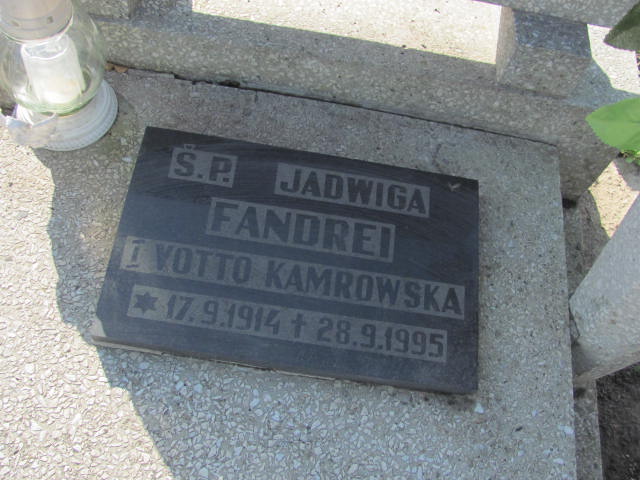 Ś.P. JADWIGA
FANDREI
I VOTTO KAMROWSKA
* 17.9.1914 † 28.9.1995